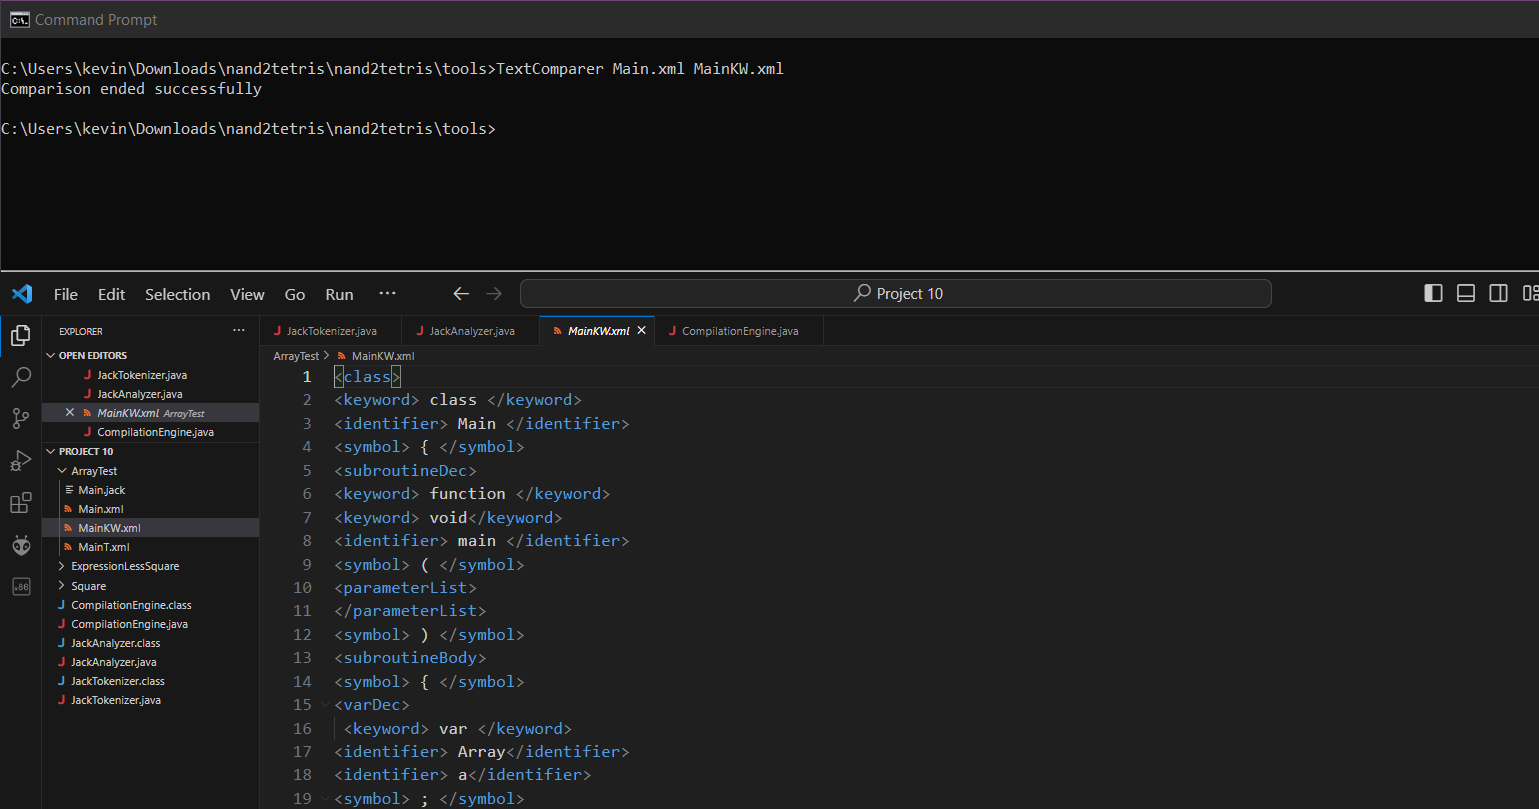 Command Prompt
C:\Users\kevin\Downloads\nand2tetris\nand2tetris\tools>TextComparer Main.xml MainKW.xml
Comparison ended successfully
C:\Users\kevin\Downloads\nand2tetris\nand2tetris\tools>
File Edit Selection View Go Run ··· Project 10
EXPLORER ···
OPEN EDITORS
JackTokenizer.java
JackAnalyzer.java
MainKW.xml ArrayTest
CompilationEngine.java
PROJECT 10
ArrayTest
Main.jack
Main.xml
MainKW.xml
MainT.xml
ExpressionLessSquare
Square
CompilationEngine.class
CompilationEngine.java
JackAnalyzer.class
JackAnalyzer.java
JackTokenizer.class
JackTokenizer.java
JackTokenizer.java JackAnalyzer.java MainKW.xml CompilationEngine.java
ArrayTest > MainKW.xml
1 <class>
2 <keyword> class </keyword>
3 <identifier> Main </identifier>
4 <symbol> { </symbol>
5 <subroutineDec>
6 <keyword> function </keyword>
7 <keyword> void</keyword>
8 <identifier> main </identifier>
9 <symbol> ( </symbol>
10 <parameterList>
11 </parameterList>
12 <symbol> ) </symbol>
13 <subroutineBody>
14 <symbol> { </symbol>
15 <varDec>
16 <keyword> var </keyword>
17 <identifier> Array</identifier>
18 <identifier> a</identifier>
19 <symbol> ; </symbol>